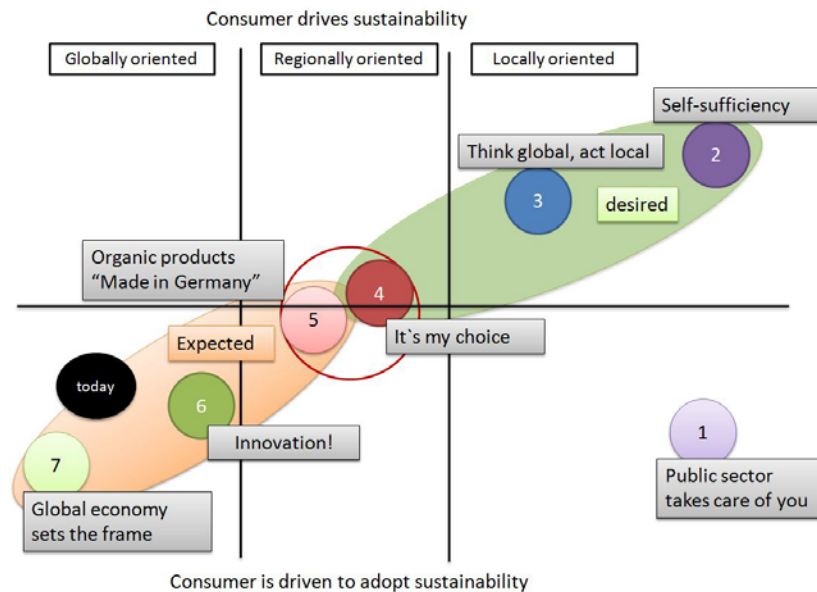 Consumer drives sustainability
Globally oriented
Regionally oriented
Locally oriented
Self-sufficiency
2
Think global, act local
3
desired
Organic products
“Made in Germany”
4
5
It`s my choice
Expected
today
6
Innovation!
1
7
Public sector
takes care of you
Global economy
sets the frame
Consumer is driven to adopt sustainability